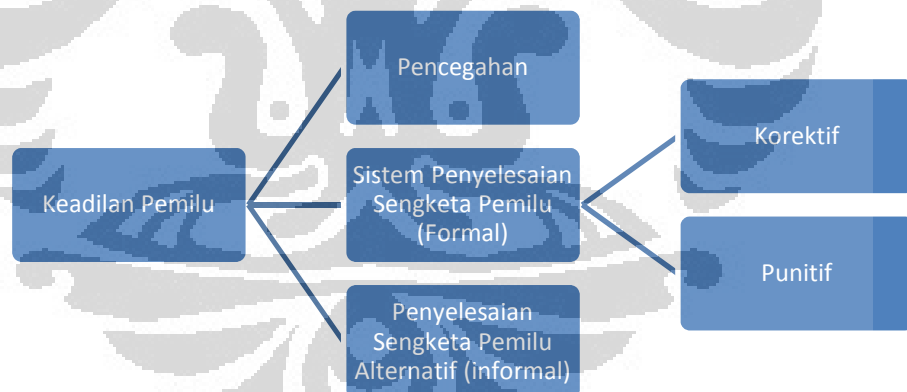 Keadilan Pemilu
Pencegahan
Sistem Penyelesaian
Sengketa Pemilu
(Formal)
Penyelesaian
Sengketa Pemilu
Alternatif (informal)
Korektif
Punitif